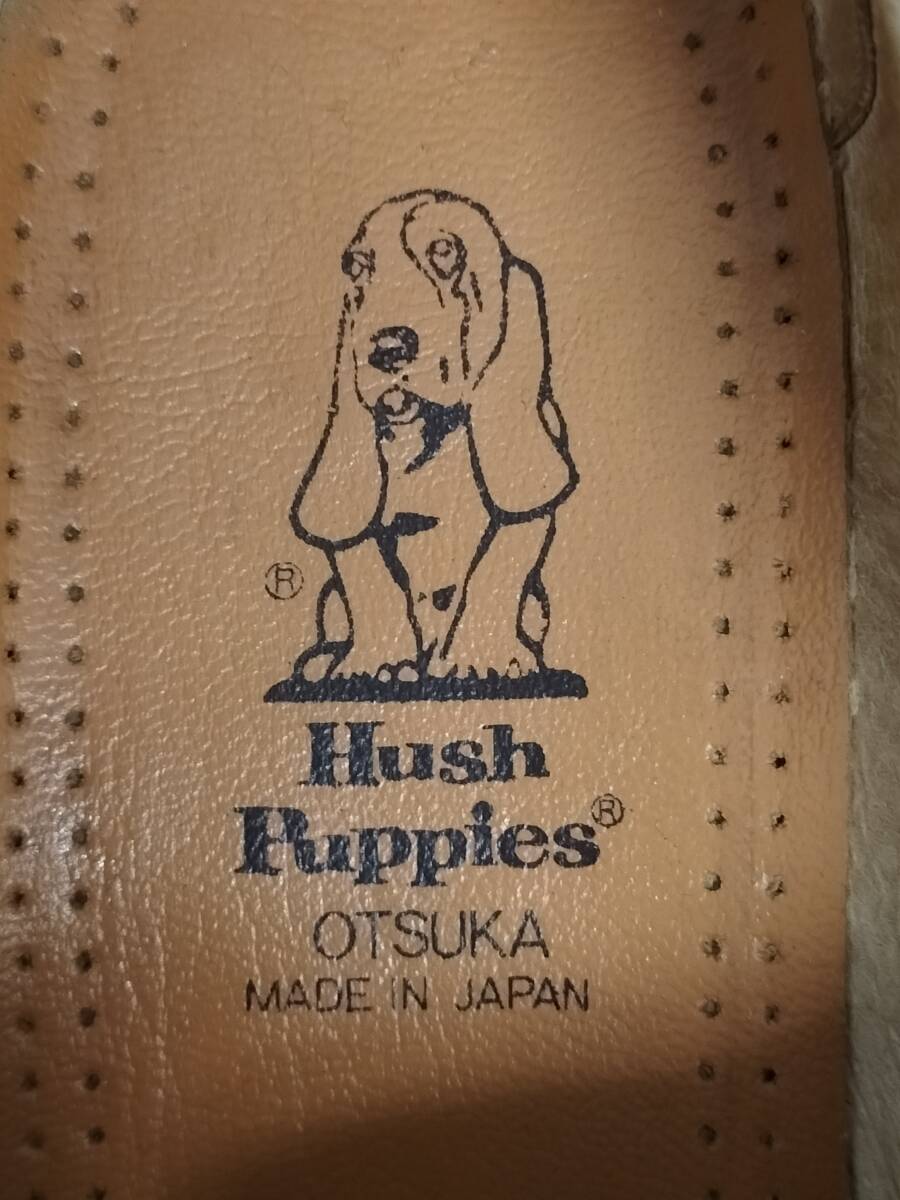 ®
Hush
Puppies®
OTSUKA
MADE IN JAPAN